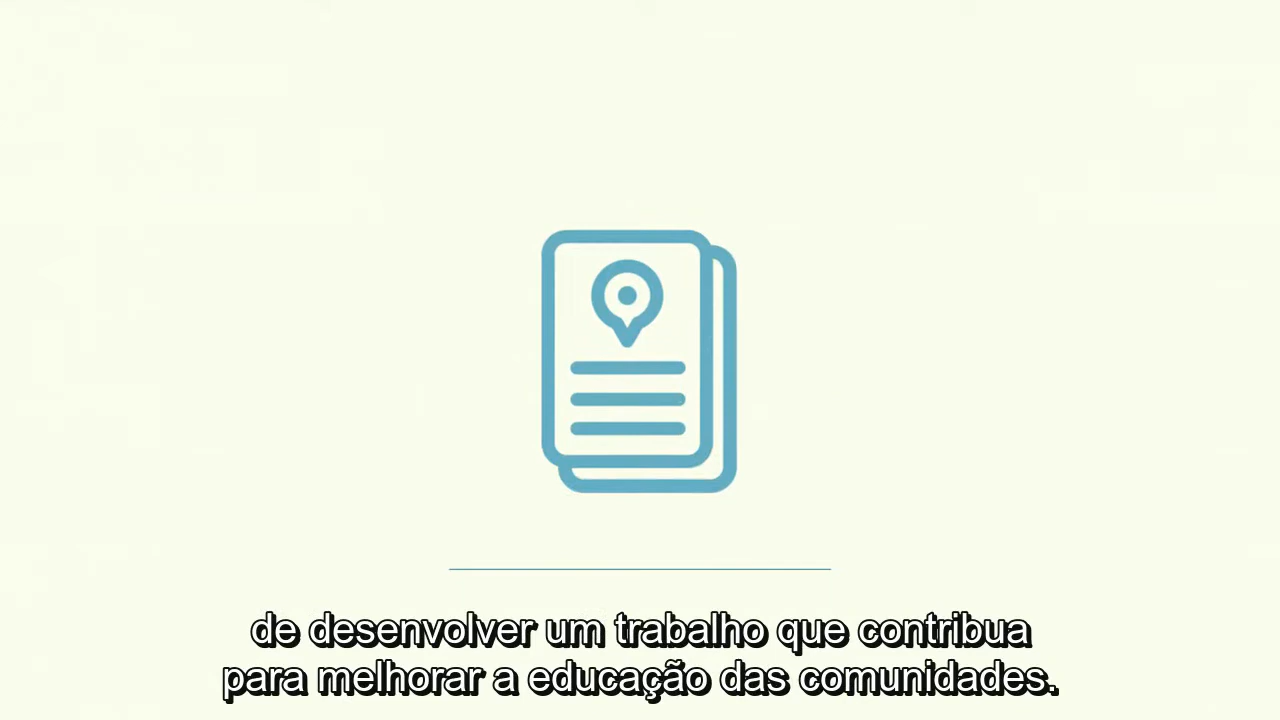 de desenvolver um trabalho que contribua
para melhorar a educação das comunidades.